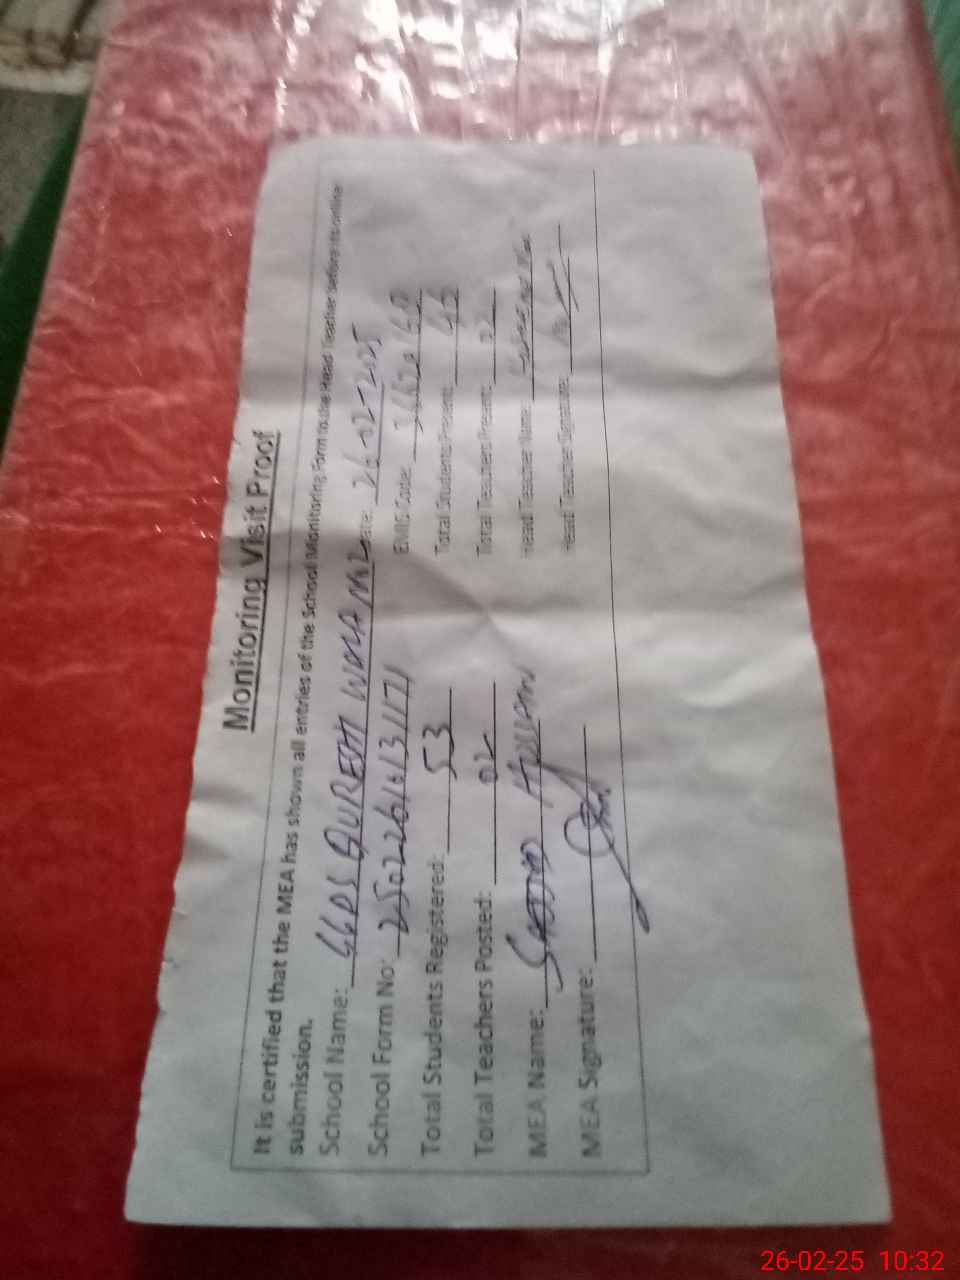 Monitoring Visit Proof
It is certified that the MEA has shown all entries of the School Monitoring Form to the Head Teacher before its online
submission.
School Name: GGPS QURESHI WALA NO2 Date: 26-02-2025
School Form No: EMIS Code:
Total Students Registered: 53 Total Students Present: 46
Total Teachers Posted: 02 Total Teachers Present: 02
MEA Name: HUSSAIN Head Teacher Name:
MEA Signature: Head Teacher Signature:
26-02-25 10:32